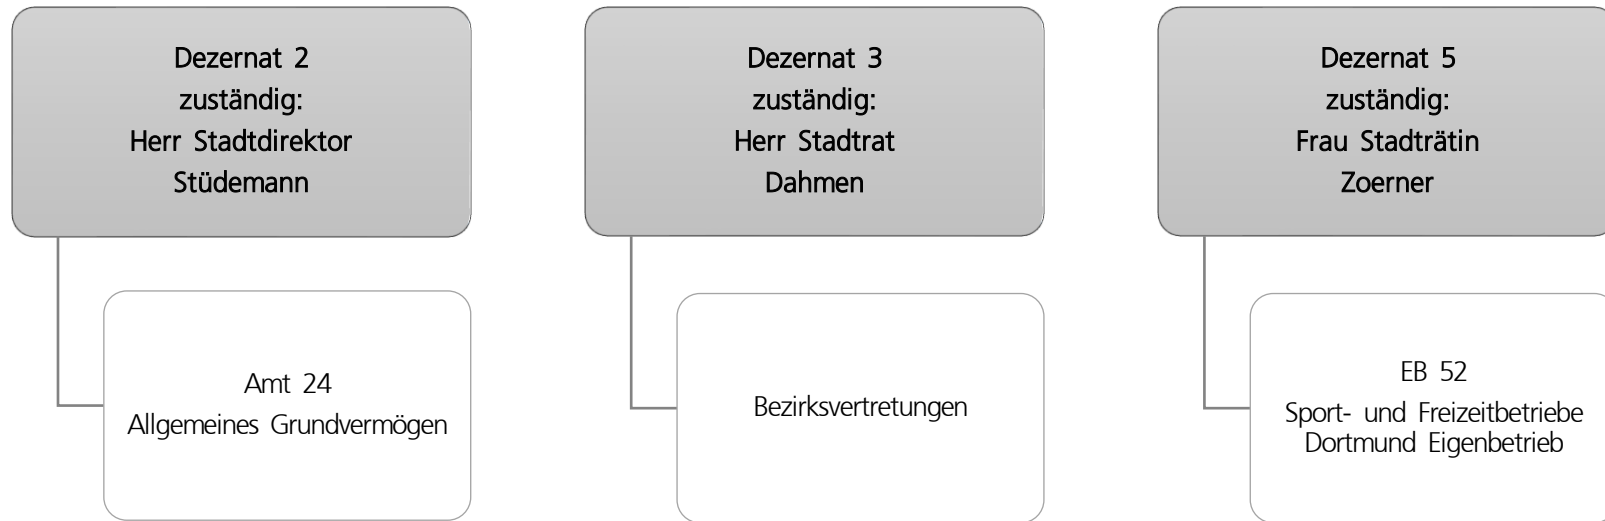 Dezernat 2
zuständig:
Herr Stadtdirektor
Stüdemann
Amt 24
Allgemeines Grundvermögen
Dezernat 3
zuständig:
Herr Stadtrat
Dahmen
Bezirksvertretungen
Dezernat 5
zuständig:
Frau Stadträtin
Zoerner
EB 52
Sport- und Freizeitbetriebe
Dortmund Eigenbetrieb